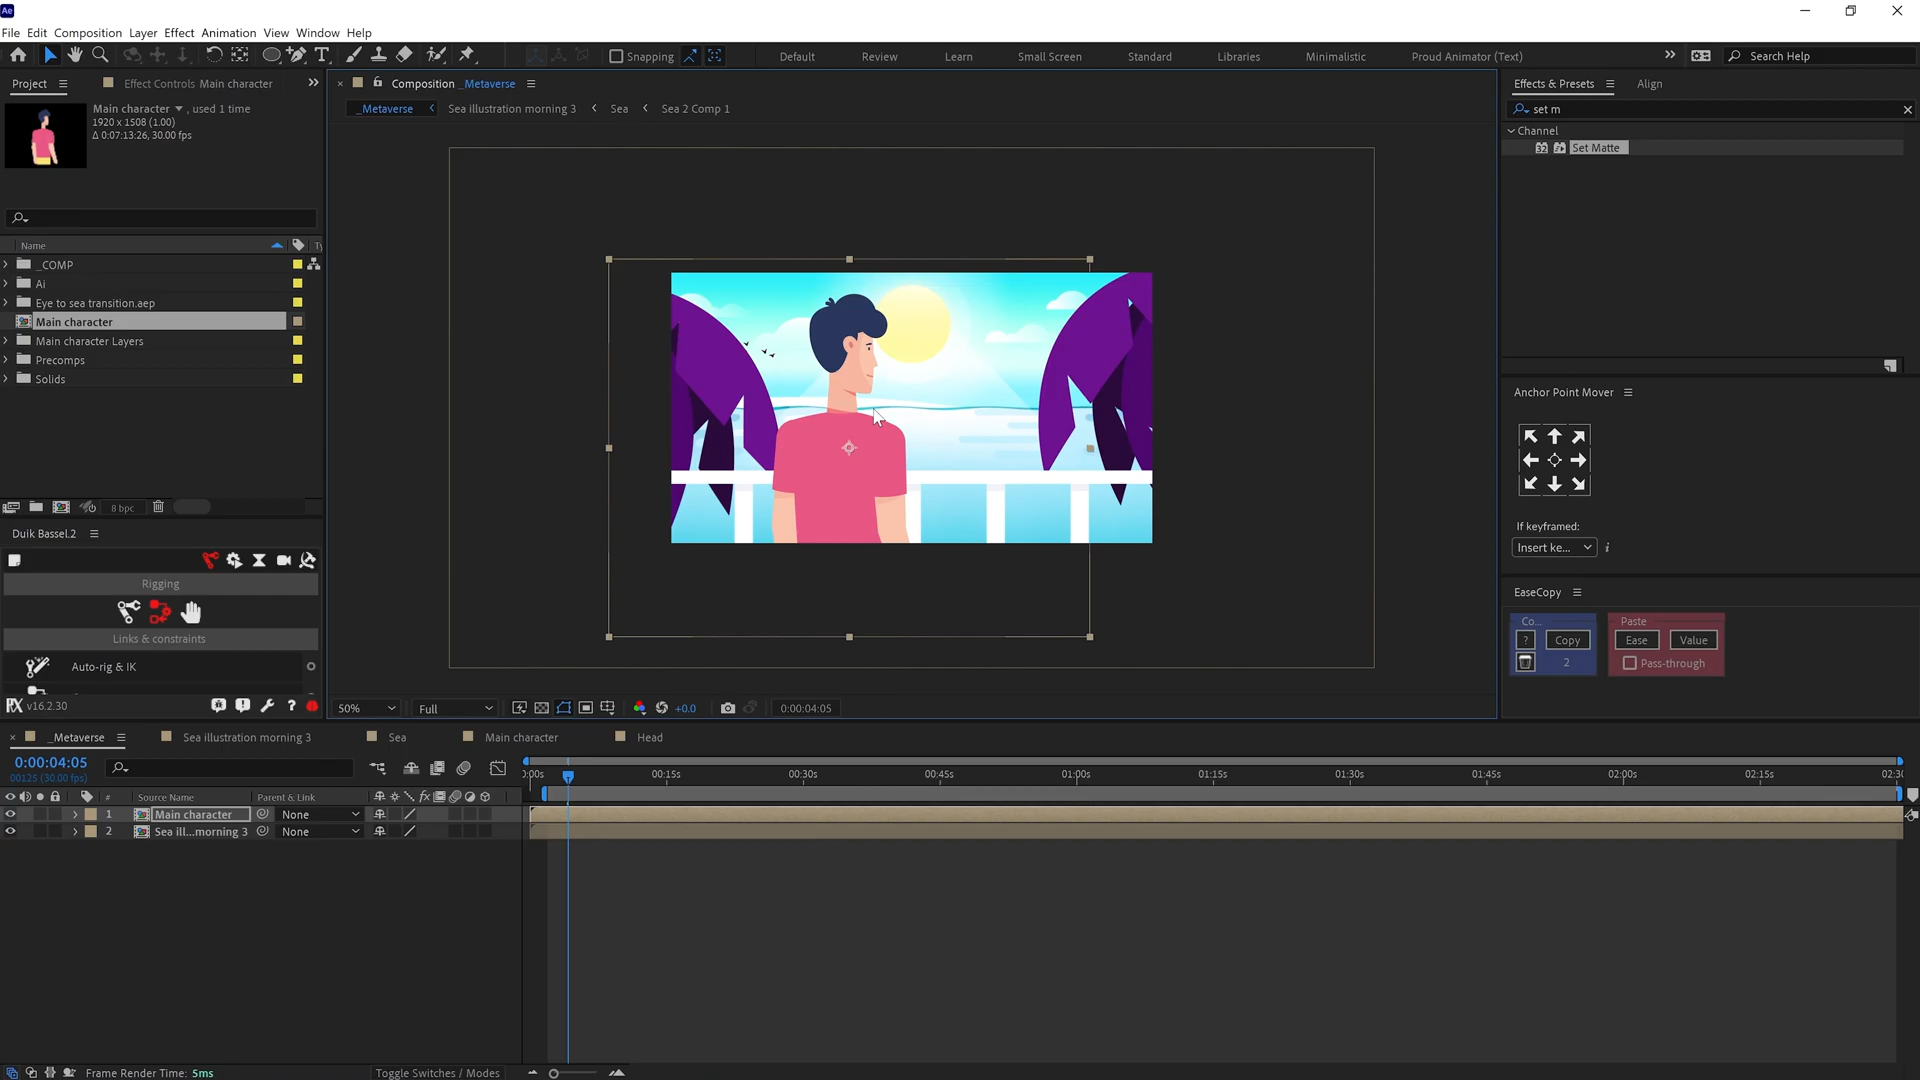 Ae
File Edit Composition Layer Effect Animation View Window Help
Snapping
Default Review Learn Small Screen Standard Libraries Minimalistic Proud Animator (Text) Search Help
Project
Effect Controls Main character
Composition _Metaverse
Effects & Presets
Align
Main character , used 1 time
1920 x 1508 (1.00)
Δ 0:07:13:26, 30.00 fps
_Metaverse Sea illustration morning 3 Sea Sea 2 Comp 1
set m
Channel
32 Set Matte
Name
_COMP
Ai
Eye to sea transition.aep
Main character
Main character Layers
Precomps
Solids
8 bpc
Anchor Point Mover
If keyframed:
Insert ke...
i
Duik Bassel.2
Rigging
Links & constraints
Auto-rig & IK
v16.2.30
?
EaseCopy
Co...
? Copy
2
Paste
Ease Value
Pass-through
50% Full +0.0 0:00:04:05
_Metaverse Sea illustration morning 3 Sea Main character Head
0:00:04:05
00125 (30.00 fps)
00:15s 00:30s 00:45s 01:00s 01:15s 01:30s 01:45s 02:00s 02:15s
# Source Name Parent & Link
fx
1 Main character None
2 Sea ill...morning 3 None
Frame Render Time: 5ms
Toggle Switches / Modes